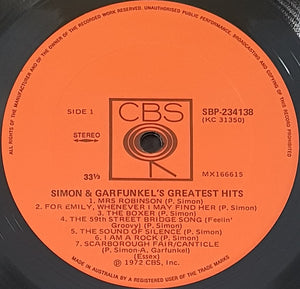 ALL RIGHTS OF THE MANUFACTURER AND OF THE OWNER OF THE RECORDED WORK RESERVED. UNAUTHORISED COPYING, PUBLIC PERFORMANCE AND BROADCASTING OF THIS RECORD PROHIBITED
CBS
SIDE 1
SBP-234138
(KC 31350)
STEREO
33⅓
MX166615
SIMON & GARFUNKEL'S GREATEST HITS
1. MRS ROBINSON (P. Simon)
2. FOR EMILY, WHENEVER I MAY FIND HER (P. Simon)
3. THE BOXER (P. Simon)
4. THE 59th STREET BRIDGE SONG (Feelin'
Groovy) (P. Simon)
5. THE SOUND OF SILENCE (P. Simon)
6. I AM A ROCK (P. Simon)
7. SCARBOROUGH FAIR/CANTICLE
(P. Simon-A. Garfunkel)
(Essex)
℗ 1972 CBS, Inc.
MADE IN AUSTRALIA BY A REGISTERED USER OF THE TRADE MARKS